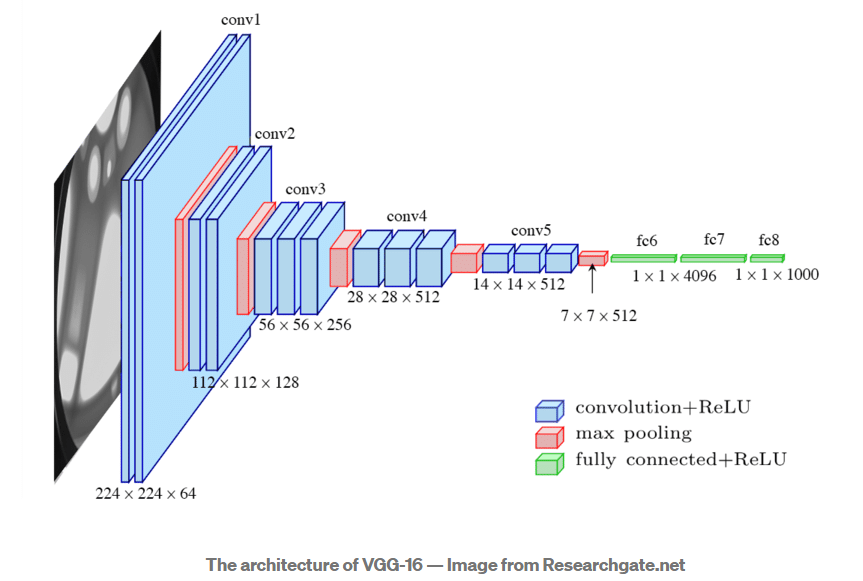 conv1
conv2
conv3
conv4
conv5
fc6
fc7
fc8
1 × 1 × 4096
1 × 1 × 1000
14 × 14 × 512
28 × 28 × 512
7 × 7 × 512
56 × 56 × 256
112 × 112 × 128
224 × 224 × 64
convolution+ReLU
max pooling
fully connected+ReLU
The architecture of VGG-16 — Image from Researchgate.net